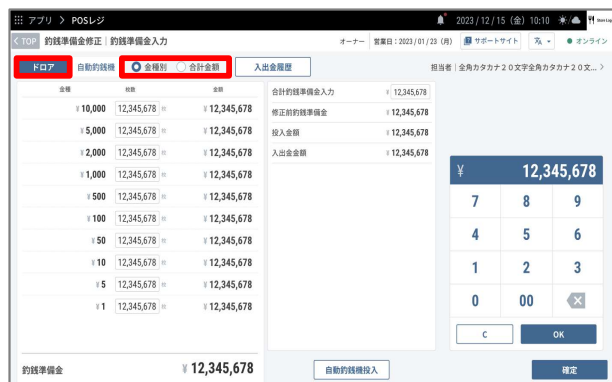 アプリ > POSレジ 2023 / 12 / 15 (金) 10:10
< TOP 釣銭準備金修正 | 釣銭準備金入力 オーナー 営業日:2023 / 01 / 23 (月) サポートサイト オンライン
ドロア 自動釣銭機 金種別 合計金額 入出金履歴 担当者 | 全角カタカナ20文字全角カタカナ20文... >
金種 枚数 金額
¥ 10,000 12,345,678 枚 ¥ 12,345,678
¥ 5,000 12,345,678 枚 ¥ 12,345,678
¥ 2,000 12,345,678 枚 ¥ 12,345,678
¥ 1,000 12,345,678 枚 ¥ 12,345,678
¥ 500 12,345,678 枚 ¥ 12,345,678
¥ 100 12,345,678 枚 ¥ 12,345,678
¥ 50 12,345,678 枚 ¥ 12,345,678
¥ 10 12,345,678 枚 ¥ 12,345,678
¥ 5 12,345,678 枚 ¥ 12,345,678
¥ 1 12,345,678 枚 ¥ 12,345,678
釣銭準備金 ¥ 12,345,678
合計釣銭準備金入力 ¥ 12,345,678
修正前釣銭準備金 ¥ 12,345,678
投入金額 ¥ 12,345,678
入出金金額 ¥ 12,345,678
自動釣銭機投入
¥ 12,345,678
7 8 9
4 5 6
1 2 3
0 00
C OK
確定